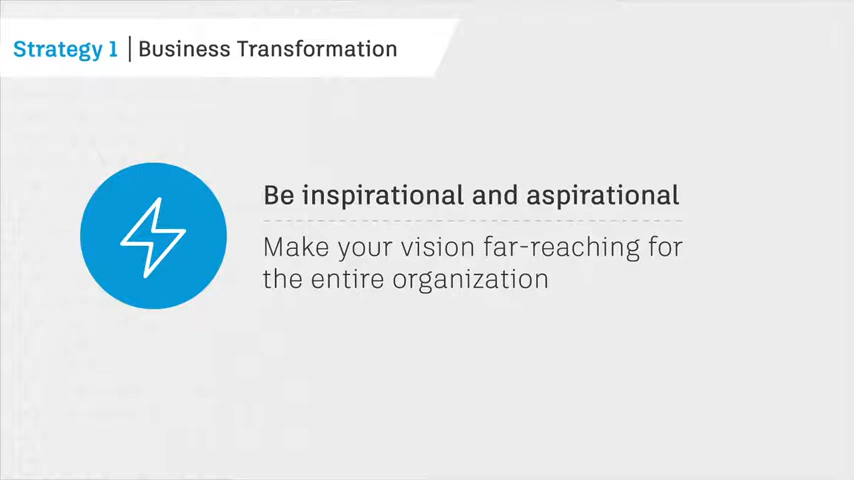 Strategy 1 | Business Transformation
Be inspirational and aspirational
Make your vision far-reaching for
the entire organization